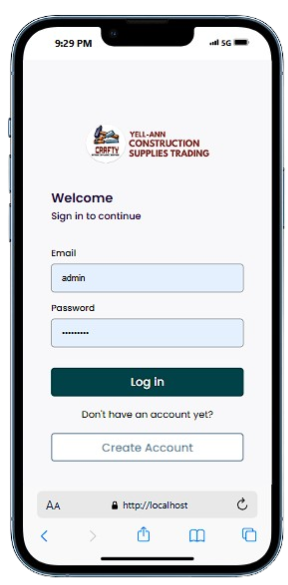 9:29 PM 5G
CRAFTY
YELL-ANN
CONSTRUCTION
SUPPLIES TRADING
Welcome
Sign in to continue
Email
admin
Password
•••••••••
Log in
Don't have an account yet?
Create Account
AA http://localhost